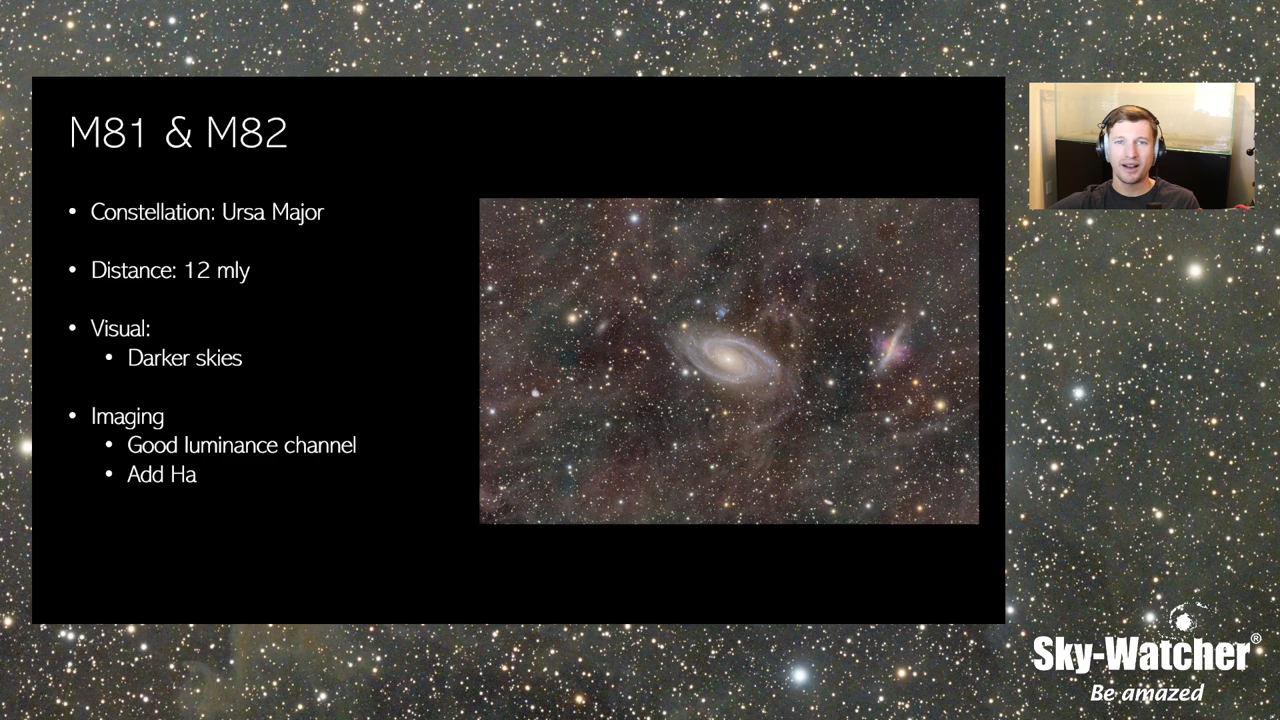 M81 & M82
• Constellation: Ursa Major
• Distance: 12 mly
• Visual:
• Darker skies
• Imaging
• Good luminance channel
• Add Ha
Sky-Watcher®
Be amazed